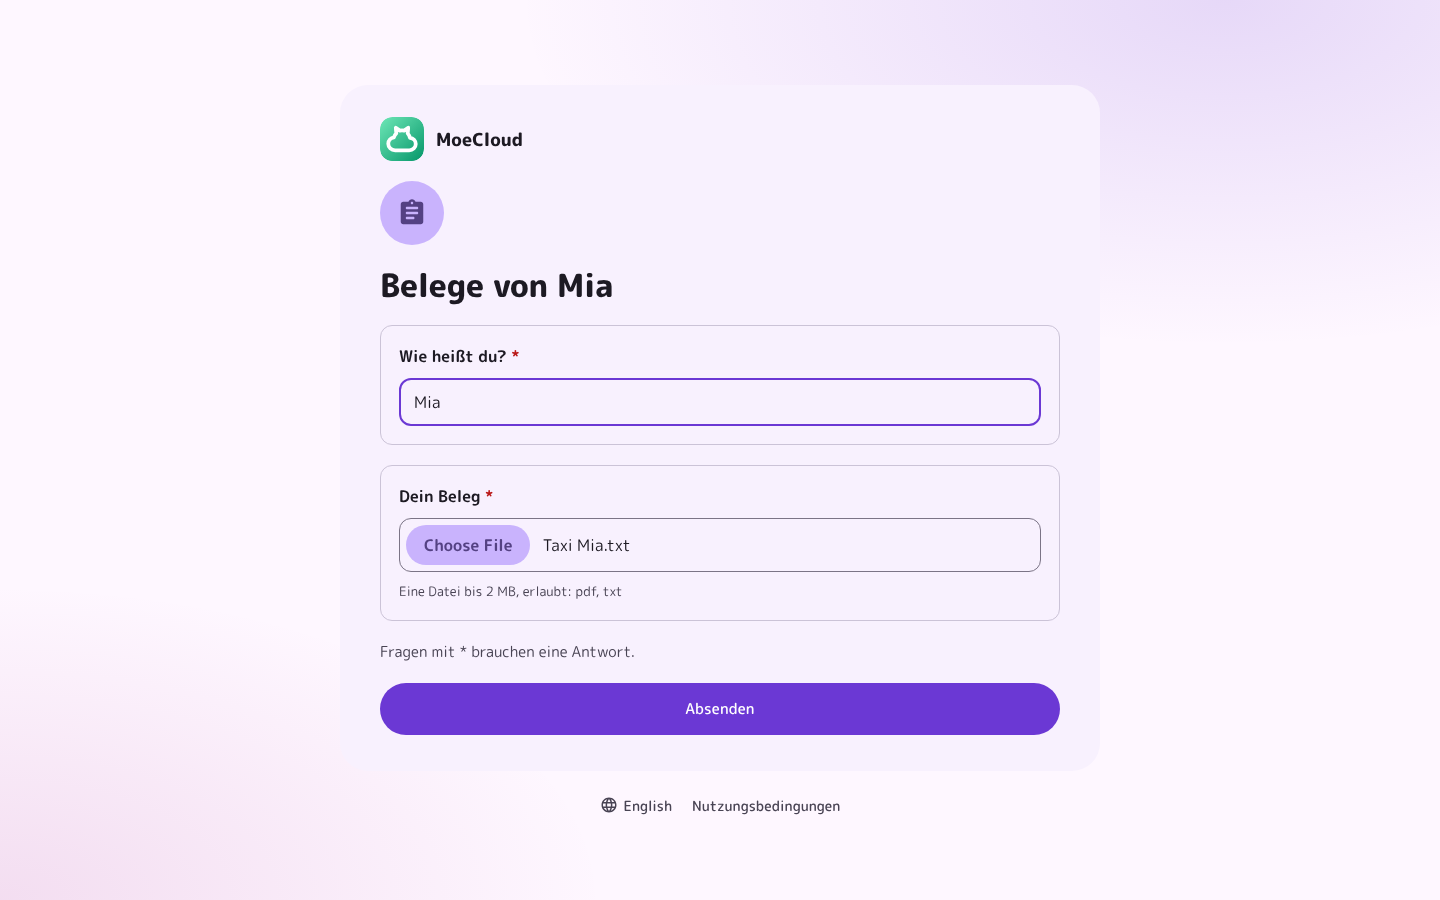 MoeCloud
Belege von Mia
Wie heißt du? *
Mia
Dein Beleg *
Choose File Taxi Mia.txt
Eine Datei bis 2 MB, erlaubt: pdf, txt
Fragen mit * brauchen eine Antwort.
Absenden
English Nutzungsbedingungen